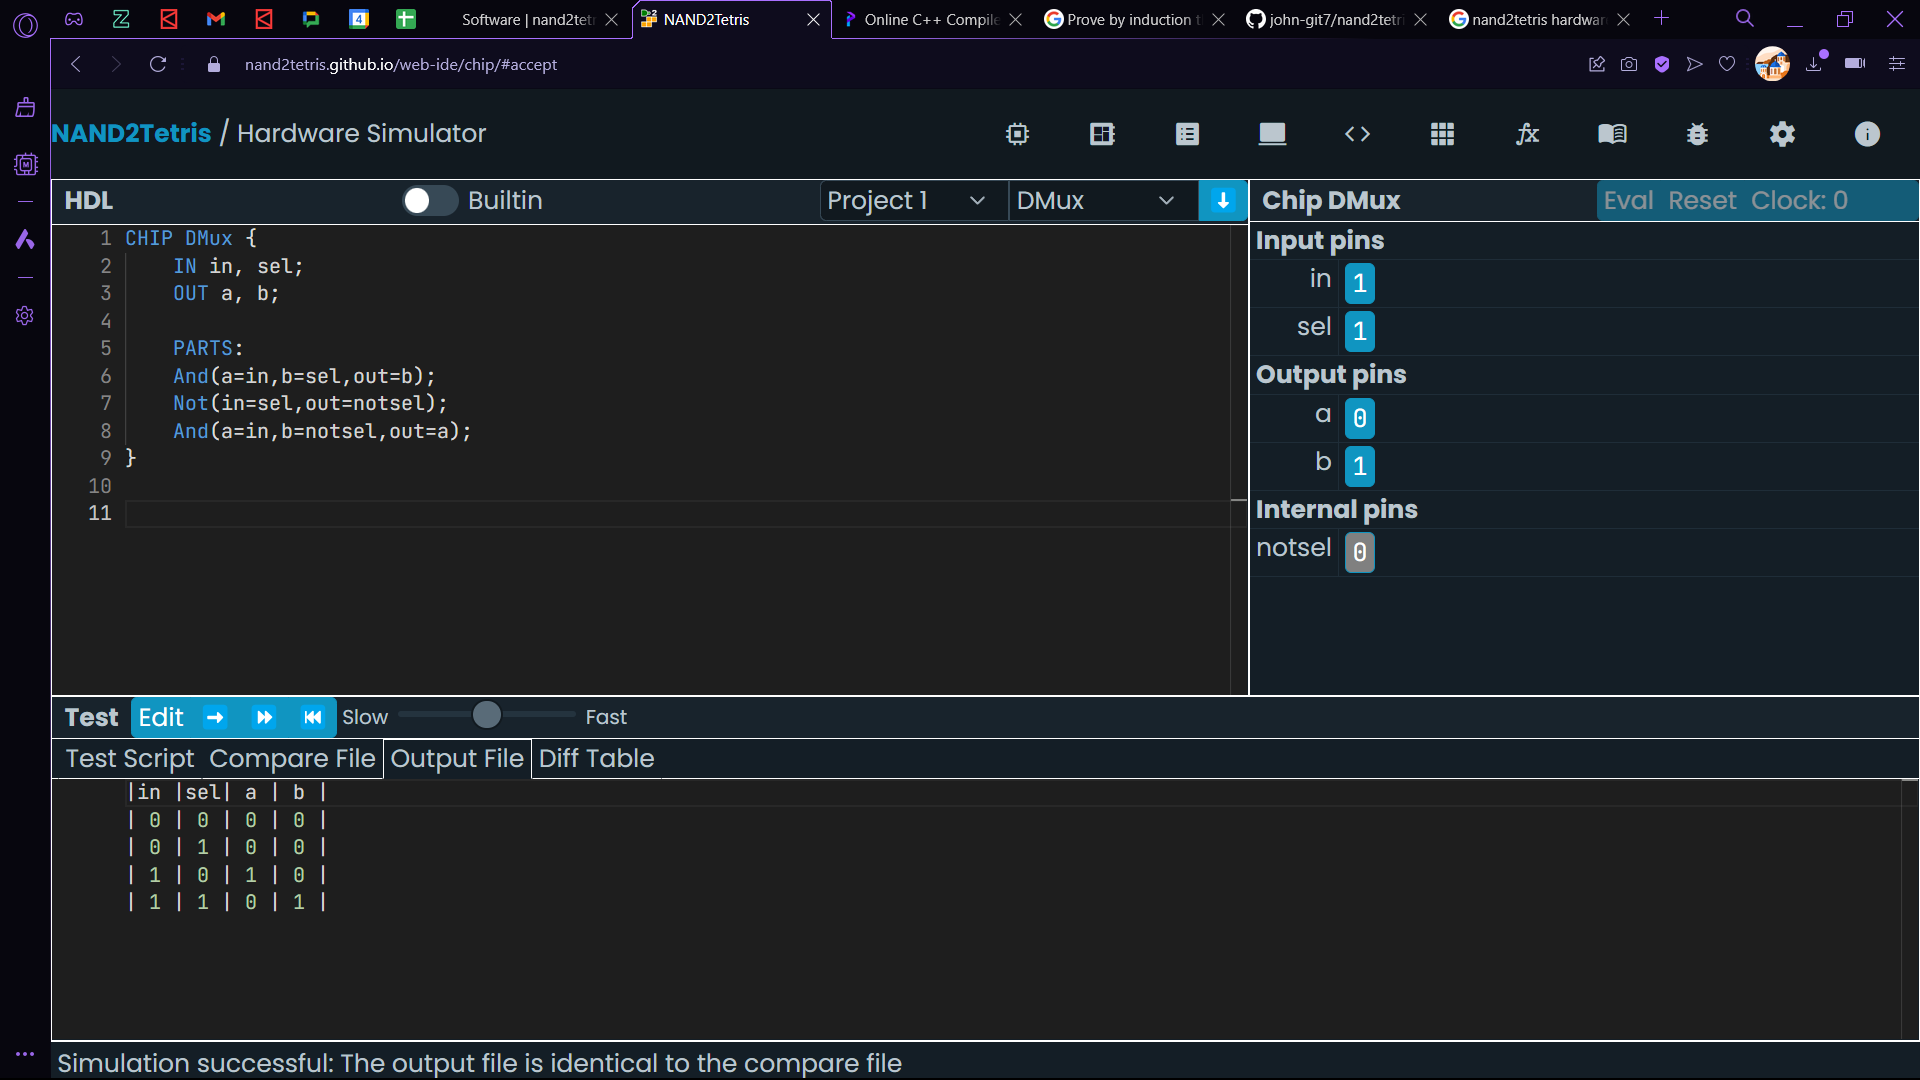 Software | nand2tetr
NAND2Tetris
Online C++ Compile
Prove by induction t
john-git7/nand2tetri
nand2tetris hardwar
nand2tetris.github.io/web-ide/chip/#accept
NAND2Tetris / Hardware Simulator
HDL
Builtin
Project 1
DMux
Chip DMux
Eval Reset Clock: 0
1 CHIP DMux {
2 IN in, sel;
3 OUT a, b;
4
5 PARTS:
6 And(a=in,b=sel,out=b);
7 Not(in=sel,out=notsel);
8 And(a=in,b=notsel,out=a);
9 }
10
11
Input pins
in 1
sel 1
Output pins
a 0
b 1
Internal pins
notsel 0
Test Edit Slow Fast
Test Script Compare File Output File Diff Table
|in |sel| a | b |
| 0 | 0 | 0 | 0 |
| 0 | 1 | 0 | 0 |
| 1 | 0 | 1 | 0 |
| 1 | 1 | 0 | 1 |
Simulation successful: The output file is identical to the compare file